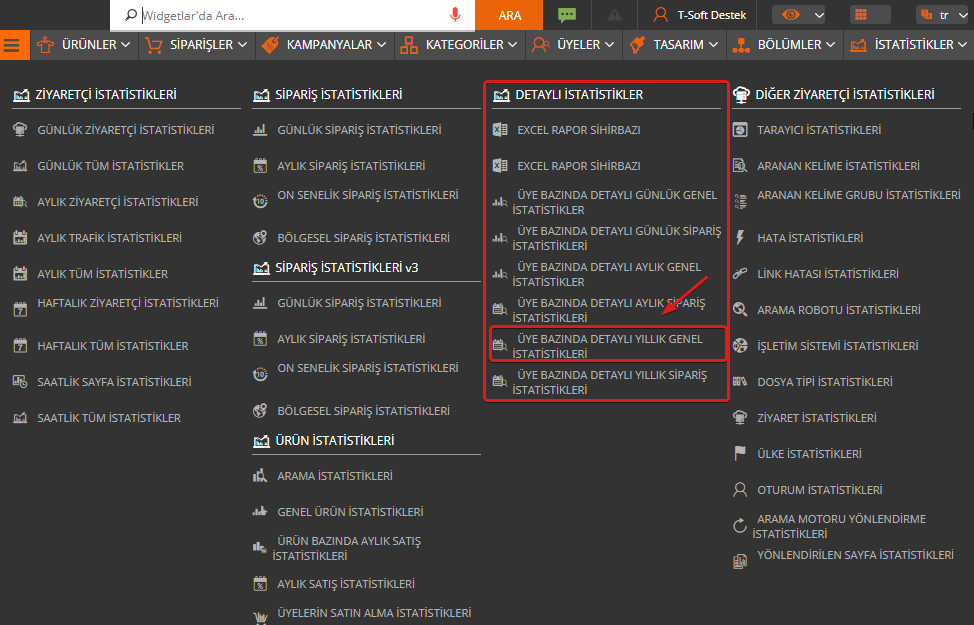 Widgetlar'da Ara...
ARA
T-Soft Destek
tr
ÜRÜNLER
SİPARİŞLER
KAMPANYALAR
KATEGORİLER
ÜYELER
TASARIM
BÖLÜMLER
İSTATİSTİKLER
ZİYARETÇİ İSTATİSTİKLERİ
GÜNLÜK ZİYARETÇİ İSTATİSTİKLERİ
GÜNLÜK TÜM İSTATİSTİKLER
AYLIK ZİYARETÇİ İSTATİSTİKLERİ
AYLIK TRAFİK İSTATİSTİKLERİ
AYLIK TÜM İSTATİSTİKLER
HAFTALIK ZİYARETÇİ İSTATİSTİKLERİ
HAFTALIK TÜM İSTATİSTİKLER
SAATLİK SAYFA İSTATİSTİKLERİ
SAATLİK TÜM İSTATİSTİKLER
SİPARİŞ İSTATİSTİKLERİ
GÜNLÜK SİPARİŞ İSTATİSTİKLERİ
AYLIK SİPARİŞ İSTATİSTİKLERİ
ON SENELİK SİPARİŞ İSTATİSTİKLERİ
BÖLGESEL SİPARİŞ İSTATİSTİKLERİ
SİPARİŞ İSTATİSTİKLERİ v3
GÜNLÜK SİPARİŞ İSTATİSTİKLERİ
AYLIK SİPARİŞ İSTATİSTİKLERİ
ON SENELİK SİPARİŞ İSTATİSTİKLERİ
BÖLGESEL SİPARİŞ İSTATİSTİKLERİ
ÜRÜN İSTATİSTİKLERİ
ARAMA İSTATİSTİKLERİ
GENEL ÜRÜN İSTATİSTİKLERİ
ÜRÜN BAZINDA AYLIK SATIŞ
İSTATİSTİKLERİ
AYLIK SATIŞ İSTATİSTİKLERİ
ÜYELERİN SATIN ALMA İSTATİSTİKLERİ
DETAYLI İSTATİSTİKLER
EXCEL RAPOR SİHİRBAZI
EXCEL RAPOR SİHİRBAZI
ÜYE BAZINDA DETAYLI GÜNLÜK GENEL
İSTATİSTİKLER
ÜYE BAZINDA DETAYLI GÜNLÜK SİPARİŞ
İSTATİSTİKLERİ
ÜYE BAZINDA DETAYLI AYLIK GENEL
İSTATİSTİKLER
ÜYE BAZINDA DETAYLI AYLIK SİPARİŞ
İSTATİSTİKLERİ
ÜYE BAZINDA DETAYLI YILLIK GENEL
İSTATİSTİKLERİ
ÜYE BAZINDA DETAYLI YILLIK SİPARİŞ
İSTATİSTİKLERİ
DİĞER ZİYARETÇİ İSTATİSTİKLERİ
TARAYICI İSTATİSTİKLERİ
ARANAN KELİME İSTATİSTİKLERİ
ARANAN KELİME GRUBU İSTATİSTİKLERİ
HATA İSTATİSTİKLERİ
LİNK HATASI İSTATİSTİKLERİ
ARAMA ROBOTU İSTATİSTİKLERİ
İŞLETİM SİSTEMİ İSTATİSTİKLERİ
DOSYA TİPİ İSTATİSTİKLERİ
ZİYARET İSTATİSTİKLERİ
ÜLKE İSTATİSTİKLERİ
OTURUM İSTATİSTİKLERİ
ARAMA MOTORU YÖNLENDİRME
İSTATİSTİKLERİ
YÖNLENDİRİLEN SAYFA İSTATİSTİKLERİ